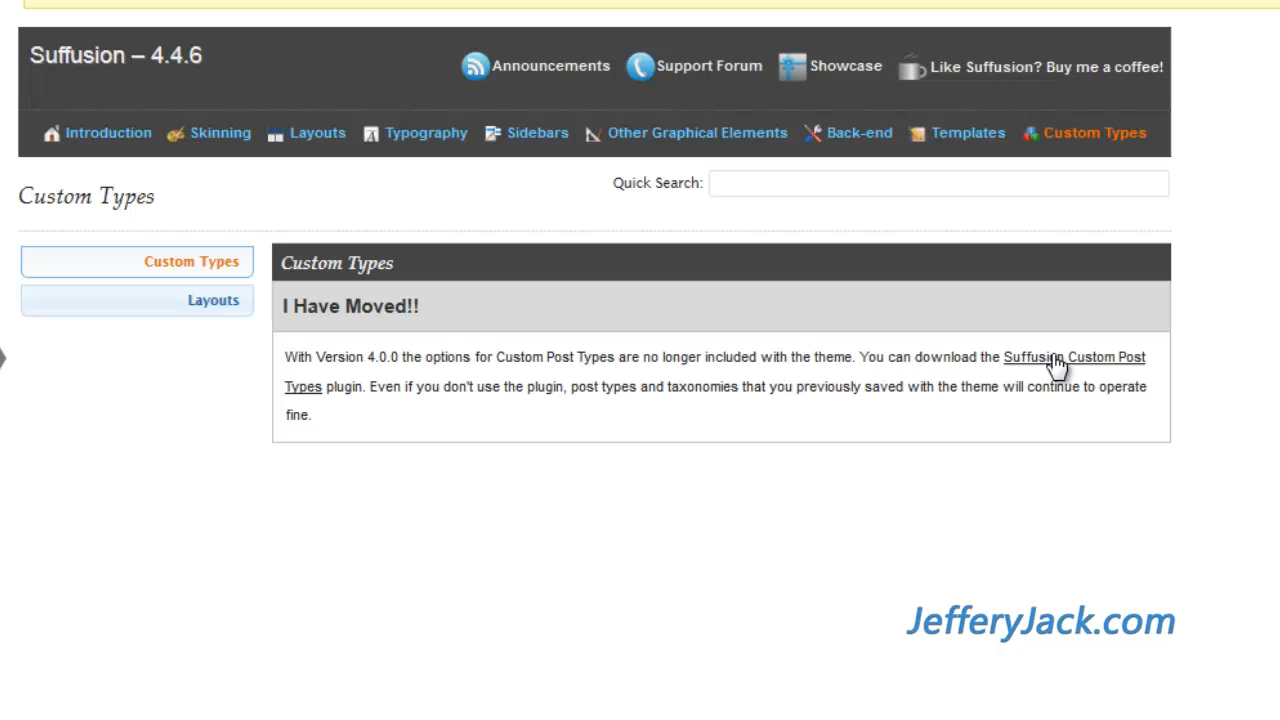 Suffusion – 4.4.6
Announcements Support Forum Showcase Like Suffusion? Buy me a coffee!
Introduction Skinning Layouts Typography Sidebars Other Graphical Elements Back-end Templates Custom Types
Custom Types
Quick Search:
Custom Types
Layouts
Custom Types
I Have Moved!!
With Version 4.0.0 the options for Custom Post Types are no longer included with the theme. You can download the Suffusion Custom Post
Types plugin. Even if you don't use the plugin, post types and taxonomies that you previously saved with the theme will continue to operate
fine.
JefferyJack.com